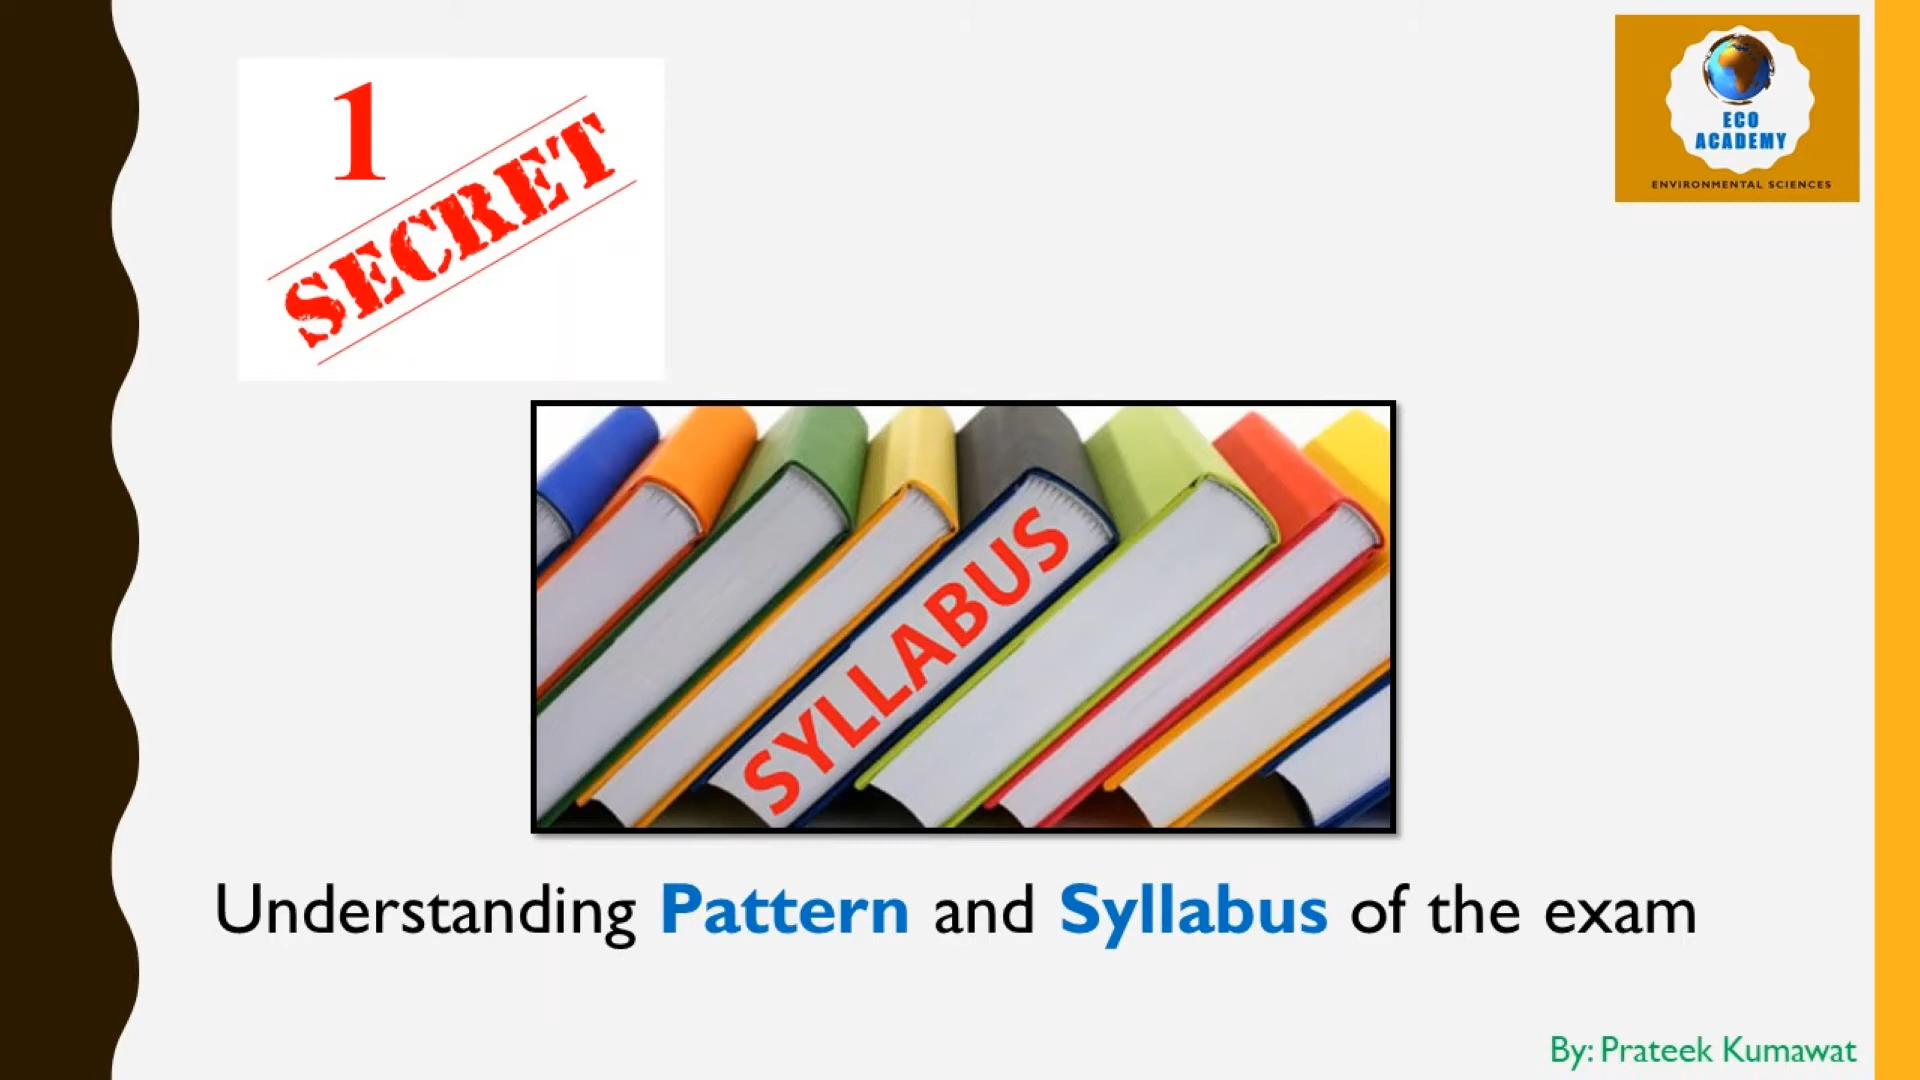 1
SECRET
ECO
ACADEMY
ENVIRONMENTAL SCIENCES
SYLLABUS
Understanding Pattern and Syllabus of the exam
By: Prateek Kumawat